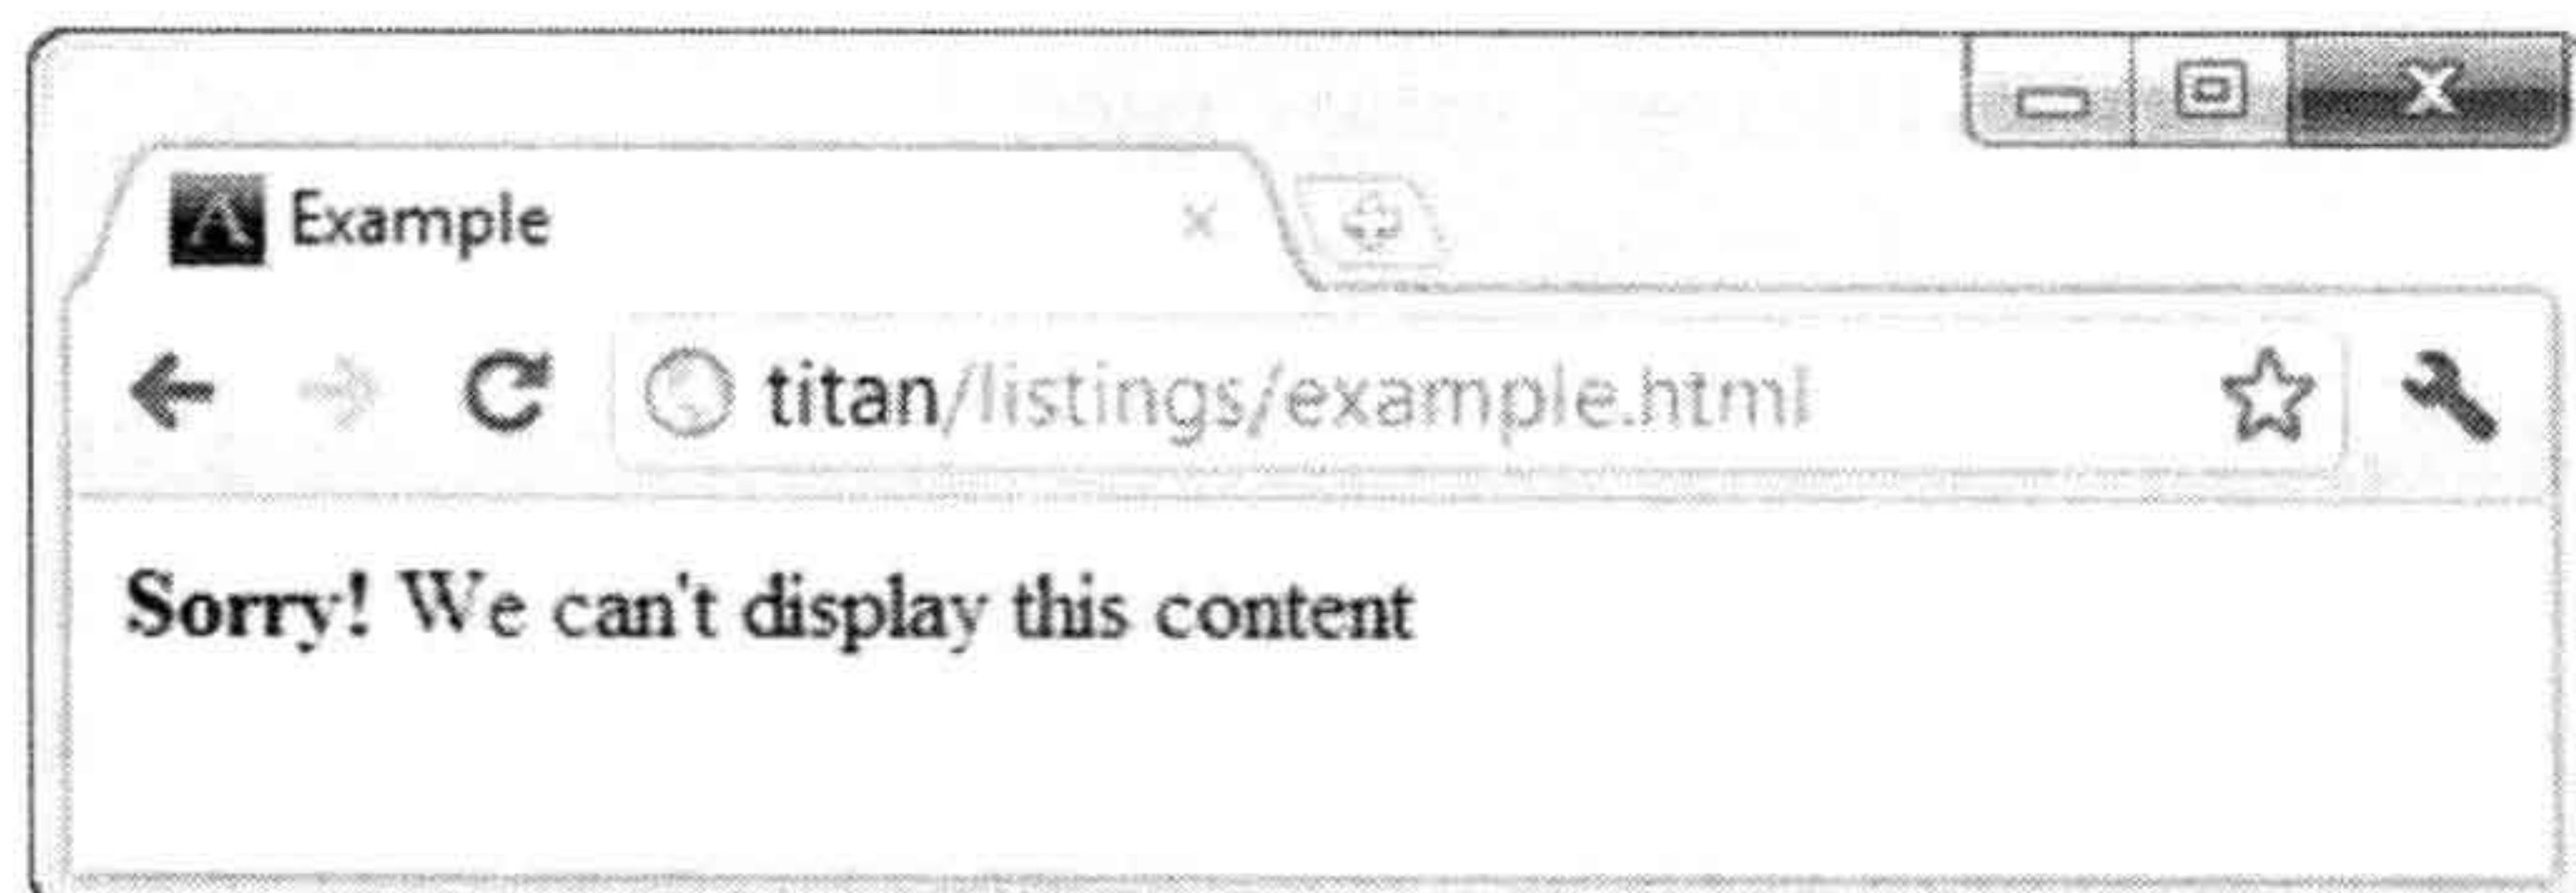 Example
titan/listings/example.html
Sorry! We can't display this content